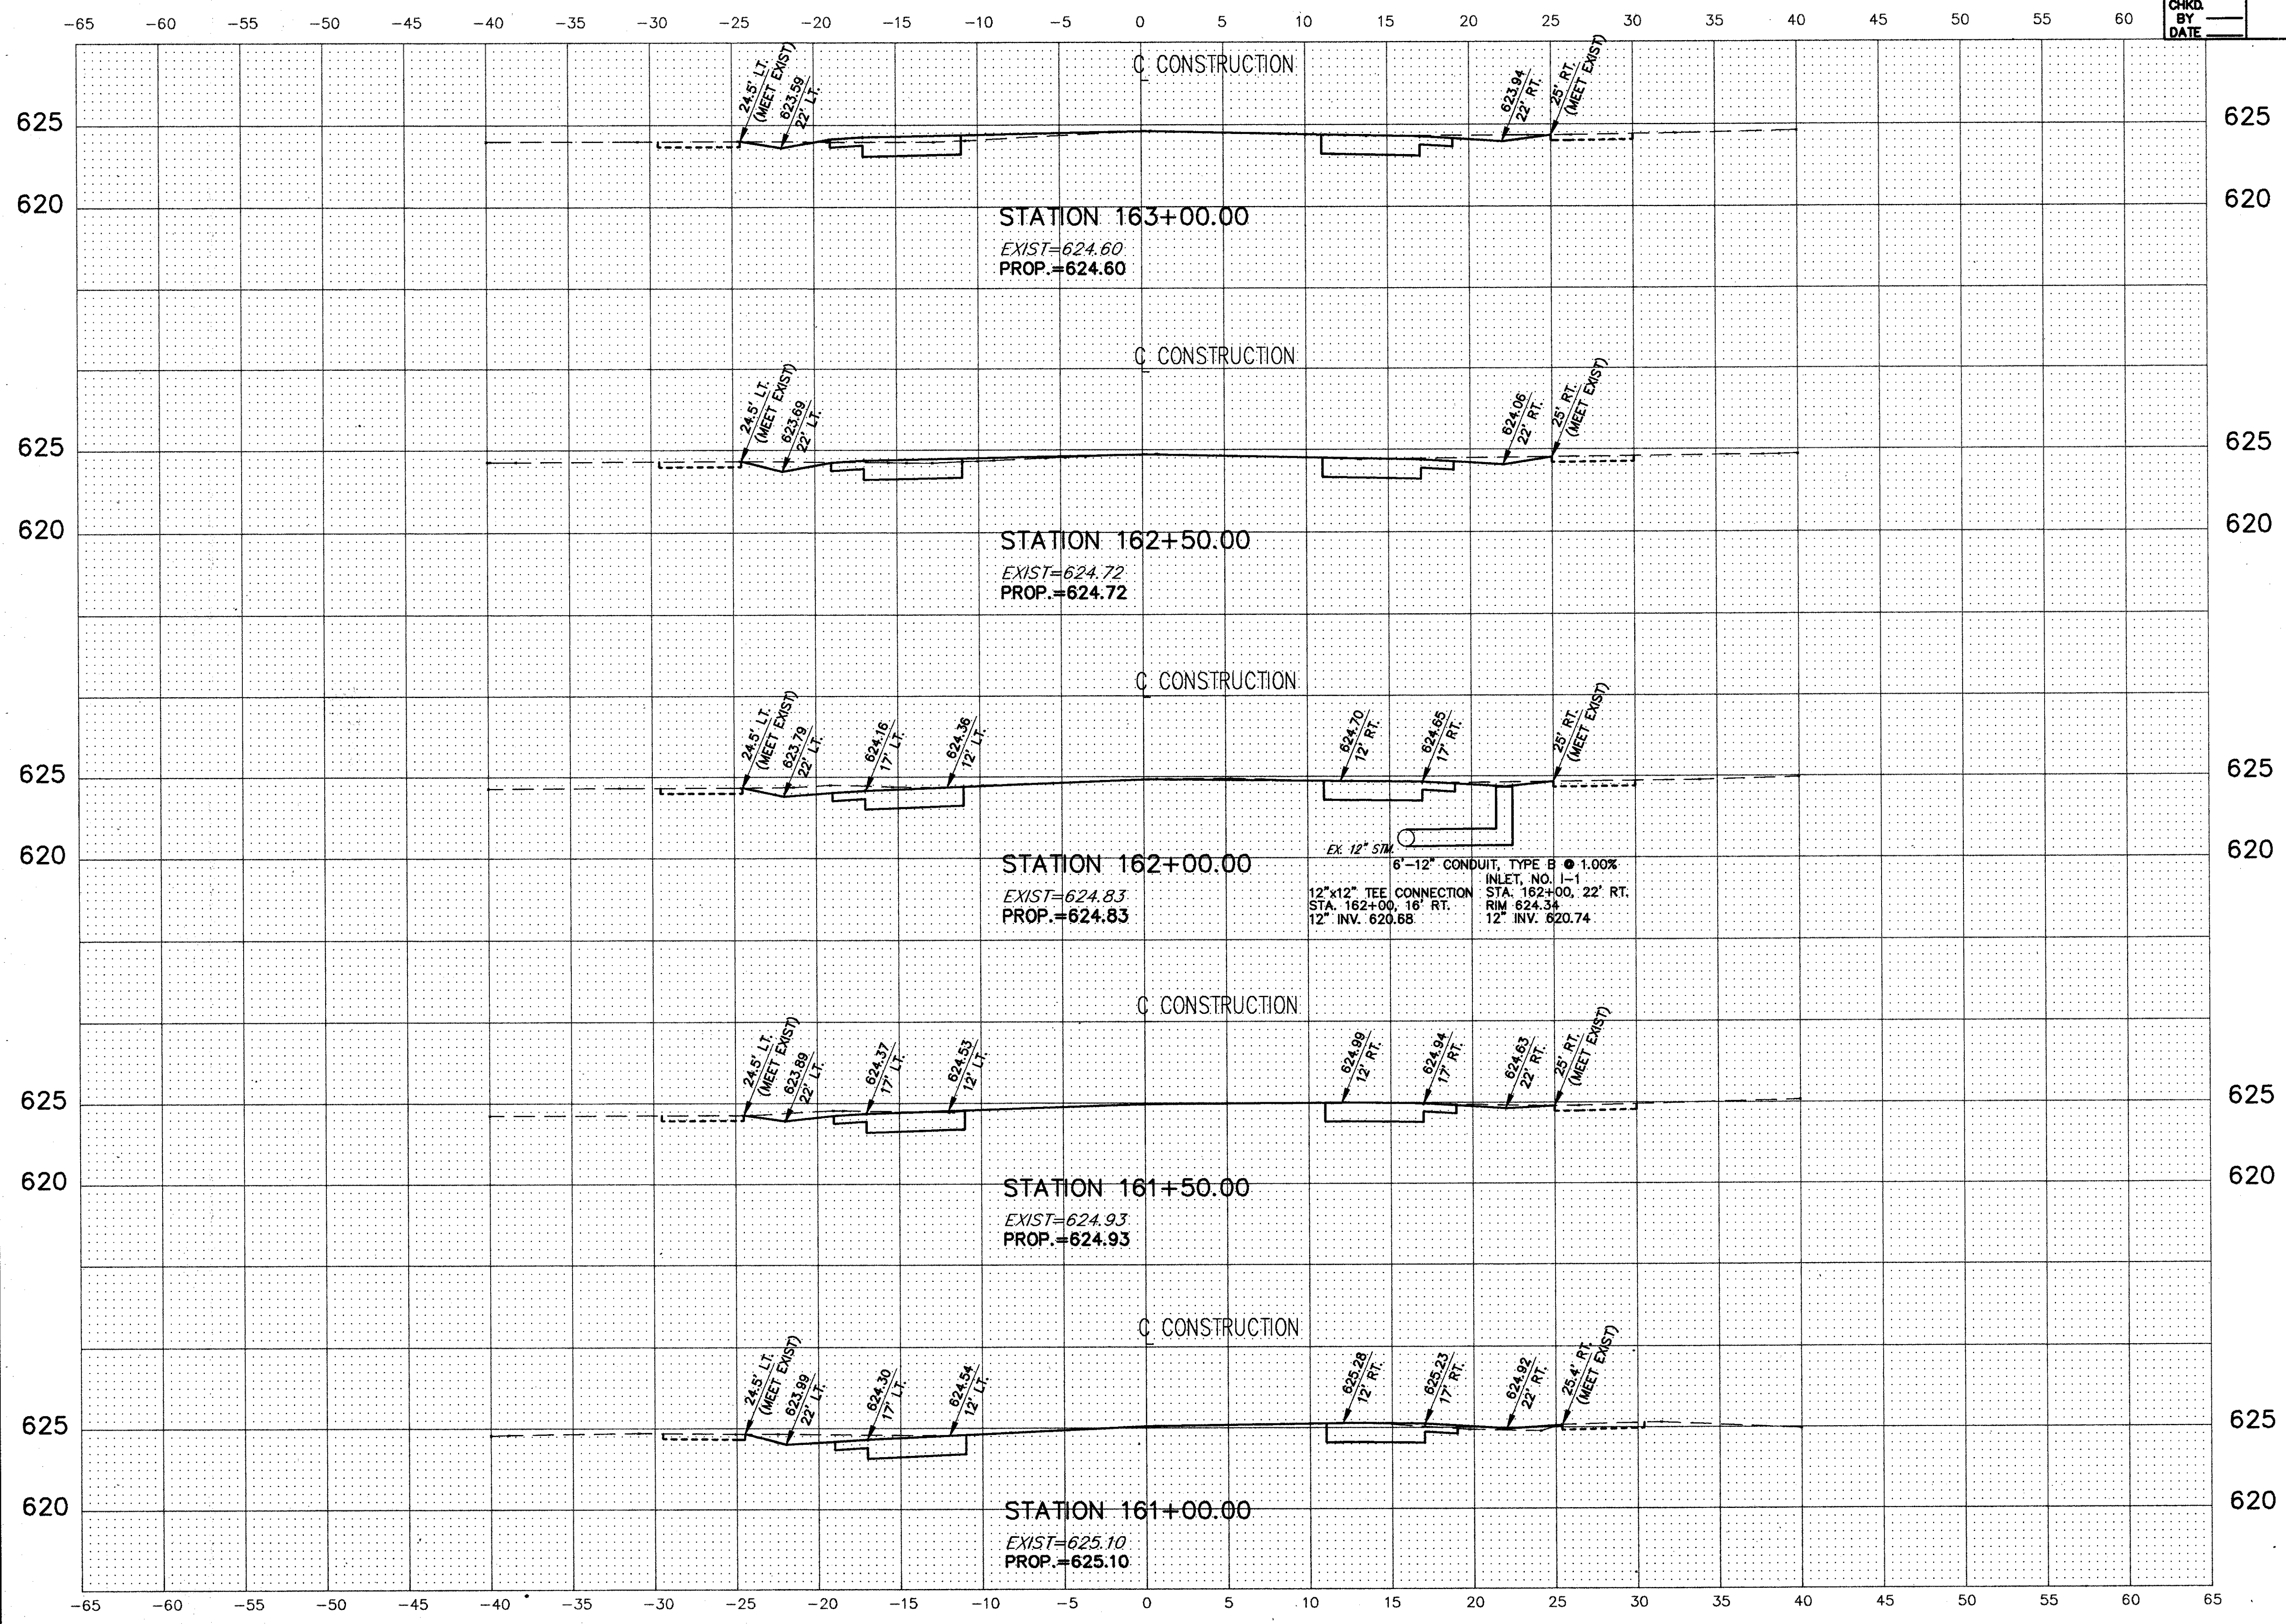 CHKD.
BY
DATE
-65 -60 -55 -50 -45 -40 -35 -30 -25 -20 -15 -10 -5 0 5 10 15 20 25 30 35 40 45 50 55 60
₵ CONSTRUCTION
24.5' LT.
(MEET EXIST)
623.59
22' LT.
623.94
22' RT.
25' RT.
(MEET EXIST)
625 625
620 620
STATION 163+00.00
EXIST=624.60
PROP.=624.60
₵ CONSTRUCTION
24.5' LT.
(MEET EXIST)
623.69
22' LT.
624.06
22' RT.
25' RT.
(MEET EXIST)
625 625
620 620
STATION 162+50.00
EXIST=624.72
PROP.=624.72
₵ CONSTRUCTION
24.5' LT.
(MEET EXIST)
623.79
22' LT.
624.16
17' LT.
624.36
12' LT.
624.70
12' RT.
624.65
17' RT.
25' RT.
(MEET EXIST)
625 625
620 620
EX. 12" STM.
6'-12" CONDUIT, TYPE B @ 1.00%
INLET, NO. I-1
12"x12" TEE CONNECTION STA. 162+00, 22' RT.
STA. 162+00, 16' RT. RIM 624.34
12" INV. 620.68 12" INV. 620.74
STATION 162+00.00
EXIST=624.83
PROP.=624.83
₵ CONSTRUCTION
24.5' LT.
(MEET EXIST)
623.89
22' LT.
624.37
17' LT.
624.53
12' LT.
624.99
12' RT.
624.94
17' RT.
624.63
22' RT.
25' RT.
(MEET EXIST)
625 625
620 620
STATION 161+50.00
EXIST=624.93
PROP.=624.93
₵ CONSTRUCTION
24.5' LT.
(MEET EXIST)
623.99
22' LT.
624.30
17' LT.
624.54
12' LT.
625.28
12' RT.
625.23
17' RT.
624.92
22' RT.
25.4' RT.
(MEET EXIST)
625 625
620 620
STATION 161+00.00
EXIST=625.10
PROP.=625.10
-65 -60 -55 -50 -45 -40 -35 -30 -25 -20 -15 -10 -5 0 5 10 15 20 25 30 35 40 45 50 55 60 65